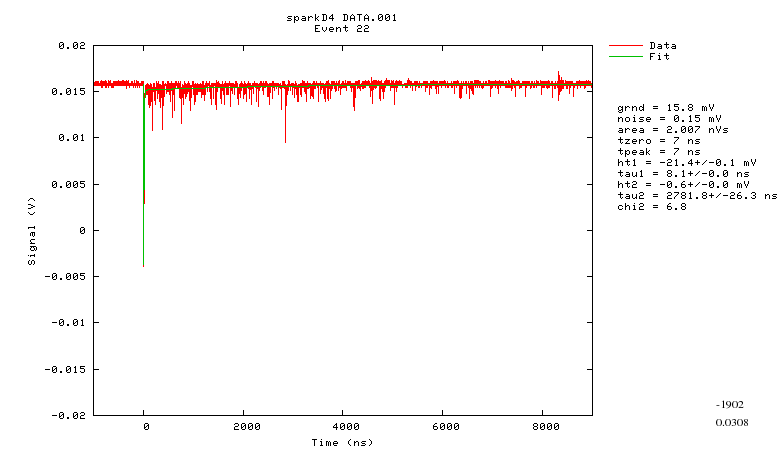 sparkD4 DATA.001
Event 22
Data
Fit
grnd = 15.8 mV
noise = 0.15 mV
area = 2.007 nVs
tzero = 7 ns
tpeak = 7 ns
ht1 = -21.4+/-0.1 mV
tau1 = 8.1+/-0.0 ns
ht2 = -0.6+/-0.0 mV
tau2 = 2781.8+/-26.3 ns
chi2 = 6.8
Signal (V)
0.02
0.015
0.01
0.005
0
-0.005
-0.01
-0.015
-0.02
0 2000 4000 6000 8000
Time (ns)
-1902
0.0308